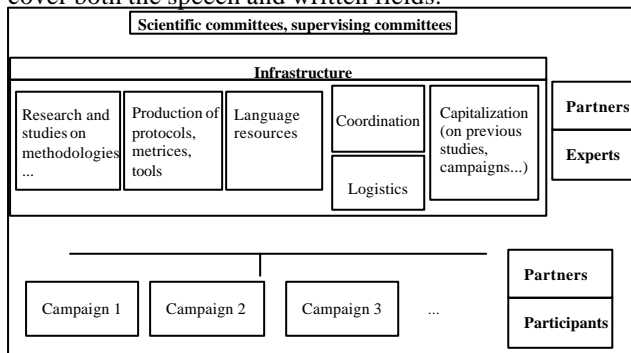 cover both the speech and written fields.
Scientific committees, supervising committees
Infrastructure
Research and
studies on
methodologies
...
Production of
protocols,
metrices,
tools
Language
resources
Coordination
Logistics
Capitalization
(on previous
studies,
campaigns...)
Partners
Experts
Campaign 1
Campaign 2
Campaign 3
...
Partners
Participants